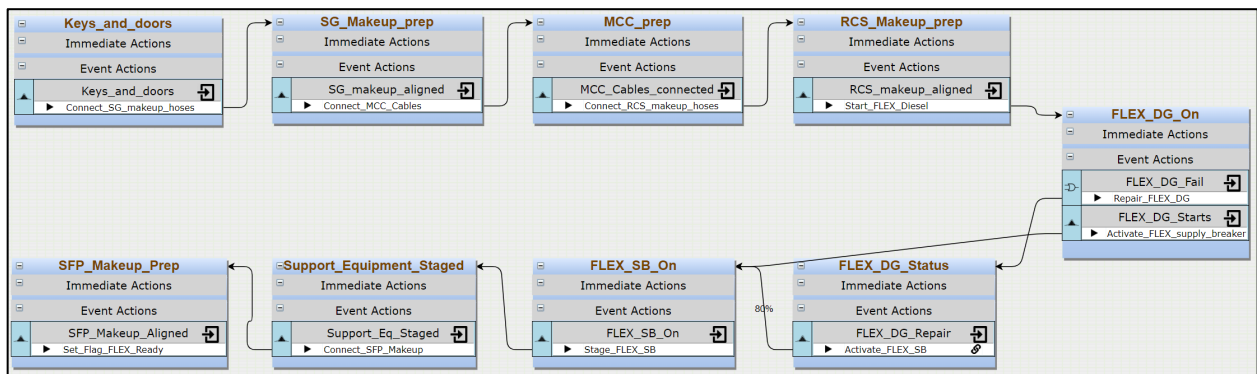 Keys_and_doors
Immediate Actions
Event Actions
Keys_and_doors
Connect_SG_makeup_hoses
SG_Makeup_prep
Immediate Actions
Event Actions
SG_makeup_aligned
Connect_MCC_Cables
MCC_prep
Immediate Actions
Event Actions
MCC_Cables_connected
Connect_RCS_makeup_hoses
RCS_Makeup_prep
Immediate Actions
Event Actions
RCS_makeup_aligned
Start_FLEX_Diesel
FLEX_DG_On
Immediate Actions
Event Actions
FLEX_DG_Fail
Repair_FLEX_DG
FLEX_DG_Starts
Activate_FLEX_supply_breaker
SFP_Makeup_Prep
Immediate Actions
Event Actions
SFP_Makeup_Aligned
Set_Flag_FLEX_Ready
Support_Equipment_Staged
Immediate Actions
Event Actions
Support_Eq_Staged
Connect_SFP_Makeup
FLEX_SB_On
Immediate Actions
Event Actions
FLEX_SB_On
Stage_FLEX_SB
80%
FLEX_DG_Status
Immediate Actions
Event Actions
FLEX_DG_Repair
Activate_FLEX_SB